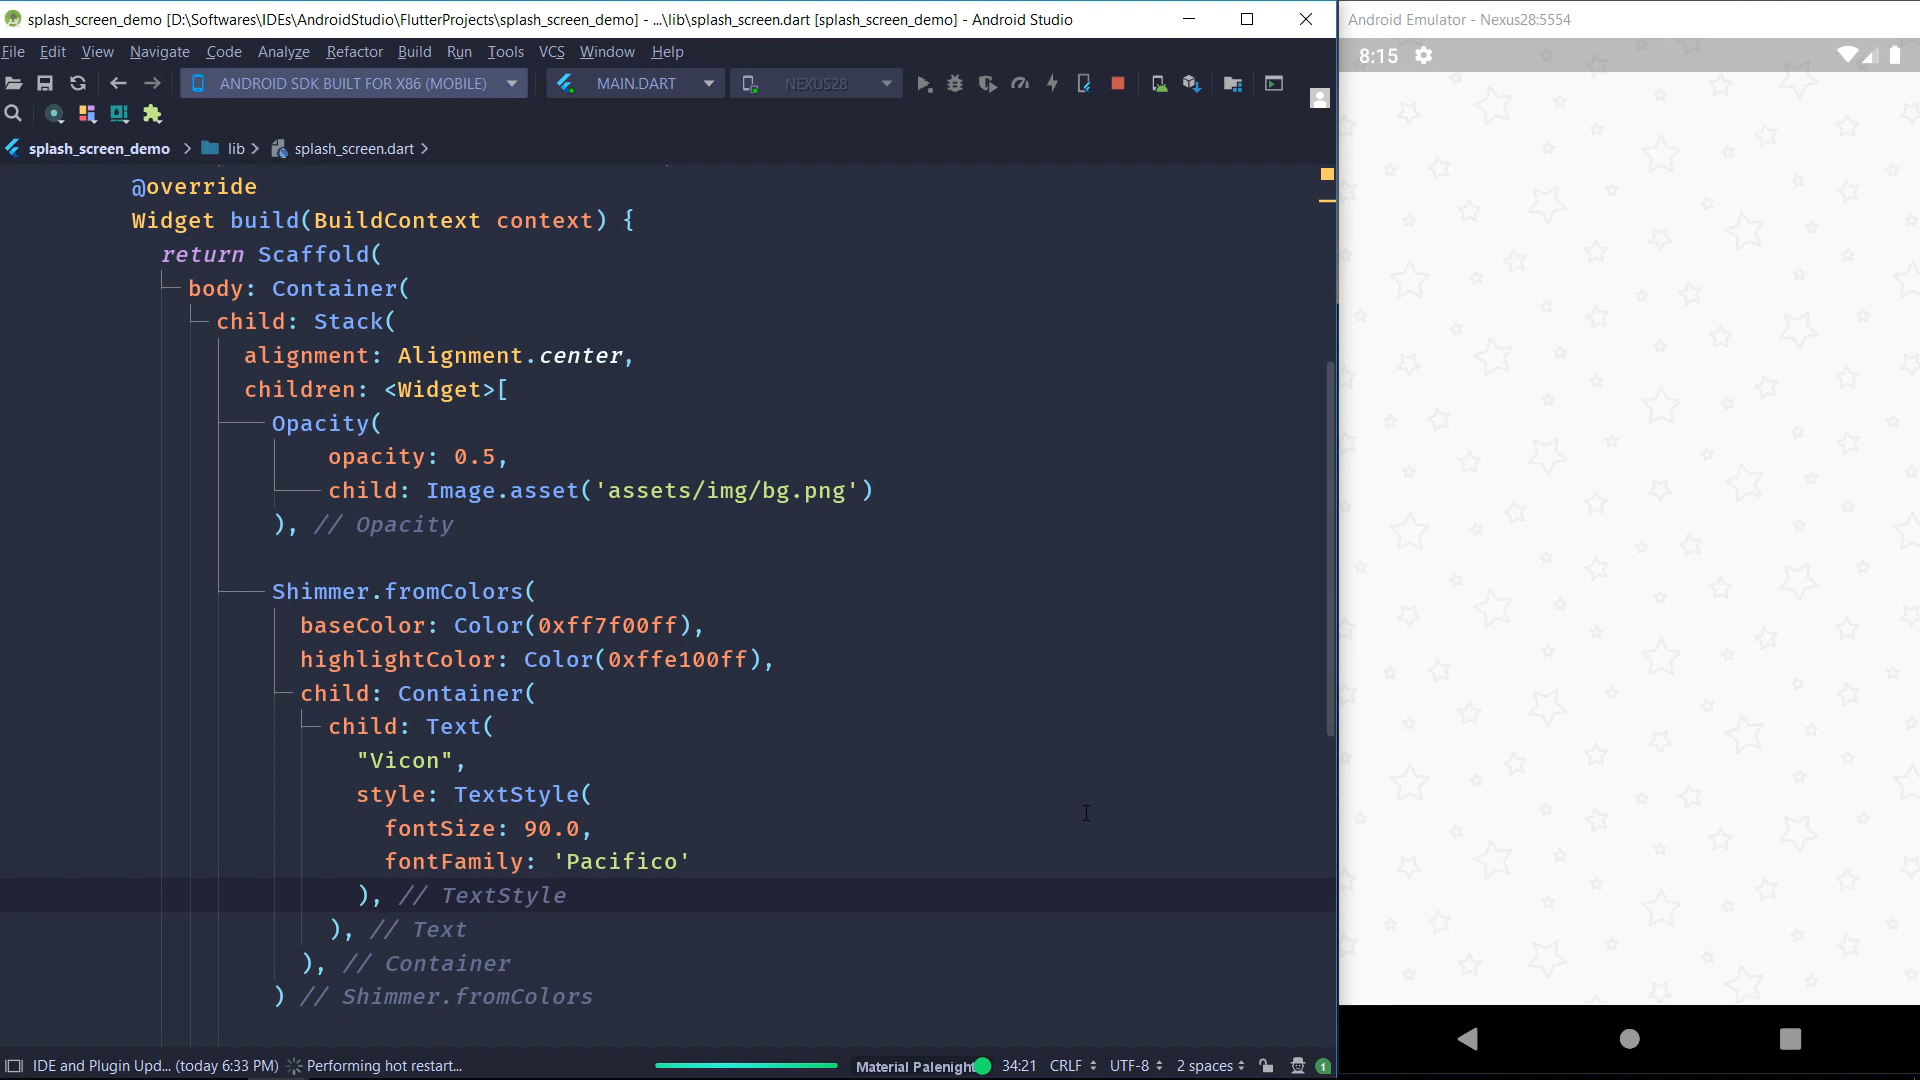 splash_screen_demo [D:\Softwares\IDEs\AndroidStudio\FlutterProjects\splash_screen_demo] - ...\lib\splash_screen.dart [splash_screen_demo] - Android Studio
File Edit View Navigate Code Analyze Refactor Build Run Tools VCS Window Help
ANDROID SDK BUILT FOR X86 (MOBILE) MAIN.DART NEXUS28
splash_screen_demo lib splash_screen.dart
@override
Widget build(BuildContext context) {
return Scaffold(
body: Container(
child: Stack(
alignment: Alignment.center,
children: <Widget>[
Opacity(
opacity: 0.5,
child: Image.asset('assets/img/bg.png')
), // Opacity
Shimmer.fromColors(
baseColor: Color(0xff7f00ff),
highlightColor: Color(0xffe100ff),
child: Container(
child: Text(
"Vicon",
style: TextStyle(
fontSize: 90.0,
fontFamily: 'Pacifico'
), // TextStyle
), // Text
), // Container
) // Shimmer.fromColors
IDE and Plugin Upd... (today 6:33 PM) Performing hot restart... Material Palenight 34:21 CRLF UTF-8 2 spaces 1
Android Emulator - Nexus28:5554
8:15